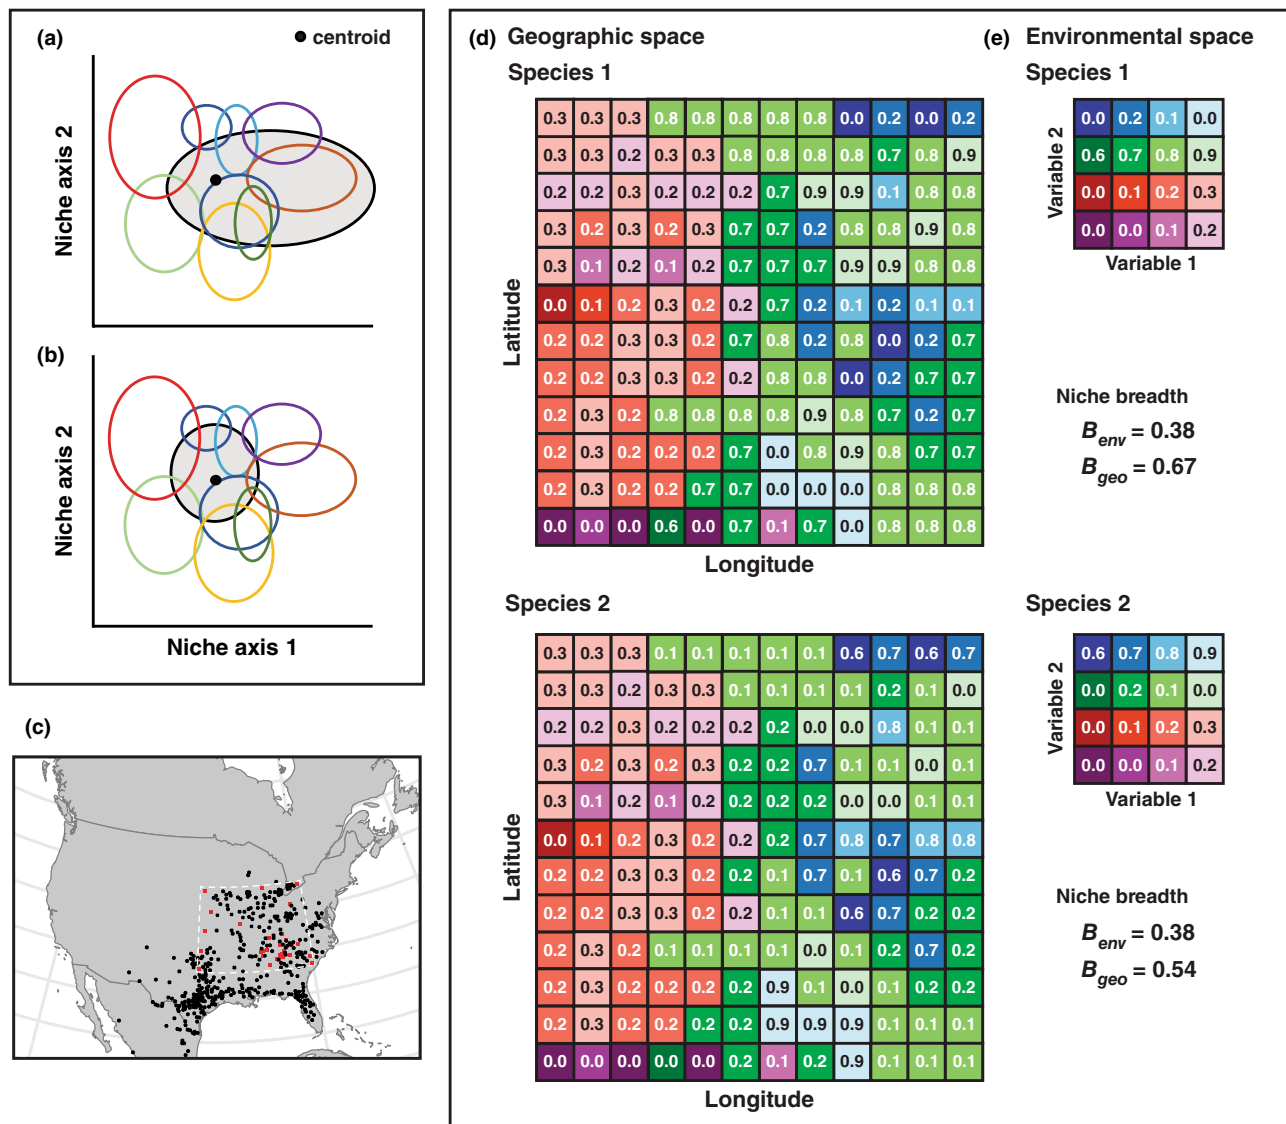 (a)
centroid
Niche axis 2
(b)
Niche axis 2
Niche axis 1
(c)
(d) Geographic space
Species 1
0.3 0.3 0.3 0.8 0.8 0.8 0.8 0.8 0.0 0.2 0.0 0.2
0.3 0.3 0.2 0.3 0.3 0.8 0.8 0.8 0.8 0.7 0.8 0.9
0.2 0.2 0.3 0.2 0.2 0.2 0.7 0.9 0.9 0.1 0.8 0.8
0.3 0.2 0.3 0.2 0.3 0.7 0.7 0.2 0.8 0.8 0.9 0.8
0.3 0.1 0.2 0.1 0.2 0.7 0.7 0.7 0.9 0.9 0.8 0.8
0.0 0.1 0.2 0.3 0.2 0.2 0.7 0.2 0.1 0.2 0.1 0.1
0.2 0.2 0.3 0.3 0.2 0.7 0.8 0.2 0.8 0.0 0.2 0.7
0.2 0.2 0.3 0.3 0.2 0.2 0.8 0.8 0.0 0.2 0.7 0.7
0.2 0.3 0.2 0.8 0.8 0.8 0.8 0.9 0.8 0.7 0.2 0.7
0.2 0.3 0.2 0.2 0.2 0.7 0.0 0.8 0.9 0.8 0.7 0.7
0.2 0.3 0.2 0.2 0.7 0.7 0.0 0.0 0.0 0.8 0.8 0.8
0.0 0.0 0.0 0.6 0.0 0.7 0.1 0.7 0.0 0.8 0.8 0.8
Latitude
Longitude
Species 2
0.3 0.3 0.3 0.1 0.1 0.1 0.1 0.1 0.6 0.7 0.6 0.7
0.3 0.3 0.2 0.3 0.3 0.1 0.1 0.1 0.1 0.2 0.1 0.0
0.2 0.2 0.3 0.2 0.2 0.2 0.2 0.0 0.0 0.8 0.1 0.1
0.3 0.2 0.3 0.2 0.3 0.2 0.2 0.7 0.1 0.1 0.0 0.1
0.3 0.1 0.2 0.1 0.2 0.2 0.2 0.2 0.0 0.0 0.1 0.1
0.0 0.1 0.2 0.3 0.2 0.2 0.2 0.7 0.8 0.7 0.8 0.8
0.2 0.2 0.3 0.3 0.2 0.2 0.1 0.7 0.1 0.6 0.7 0.2
0.2 0.2 0.3 0.3 0.2 0.2 0.1 0.1 0.6 0.7 0.2 0.2
0.2 0.3 0.2 0.1 0.1 0.1 0.1 0.0 0.1 0.2 0.7 0.2
0.2 0.3 0.2 0.2 0.2 0.2 0.9 0.1 0.0 0.1 0.2 0.2
0.2 0.3 0.2 0.2 0.2 0.2 0.9 0.9 0.9 0.1 0.1 0.1
0.0 0.0 0.0 0.0 0.0 0.2 0.1 0.2 0.9 0.1 0.1 0.1
Latitude
Longitude
(e) Environmental space
Species 1
0.0 0.2 0.1 0.0
0.6 0.7 0.8 0.9
0.0 0.1 0.2 0.3
0.0 0.0 0.1 0.2
Variable 2
Variable 1
Niche breadth
Benv = 0.38
Bgeo = 0.67
Species 2
0.6 0.7 0.8 0.9
0.0 0.2 0.1 0.0
0.0 0.1 0.2 0.3
0.0 0.0 0.1 0.2
Variable 2
Variable 1
Niche breadth
Benv = 0.38
Bgeo = 0.54